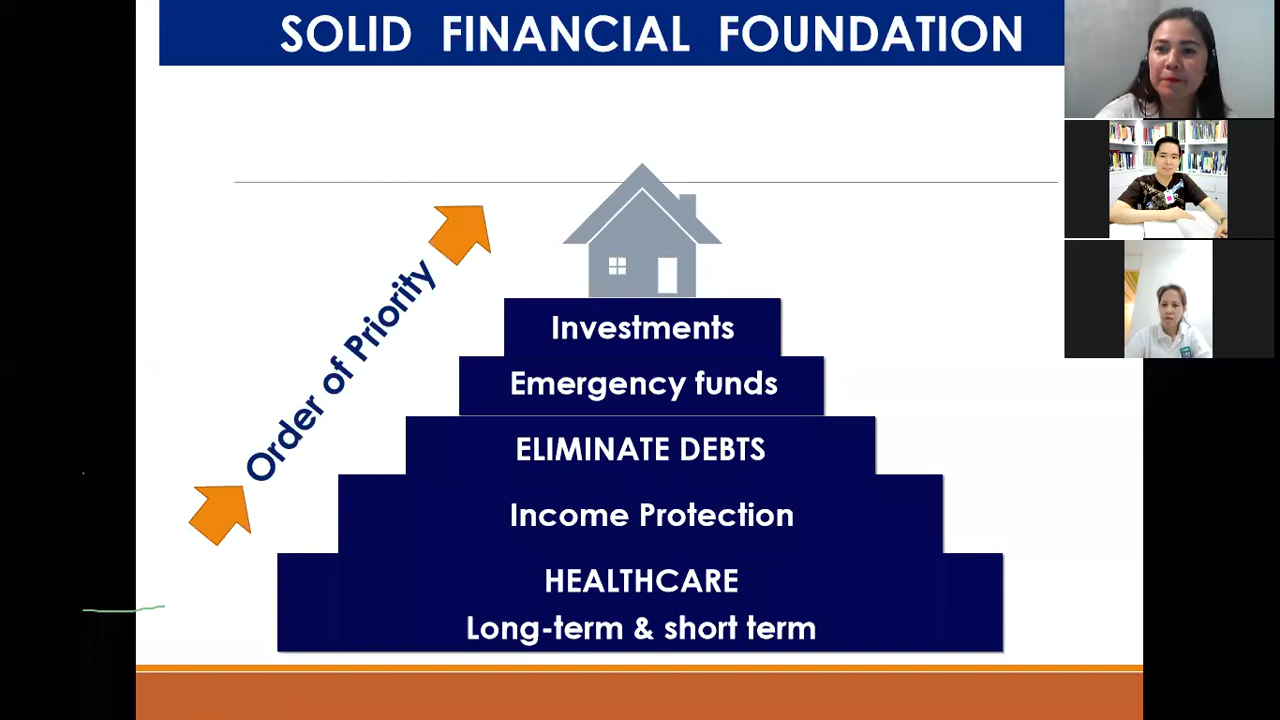 SOLID FINANCIAL FOUNDATION
Order of Priority
Investments
Emergency funds
ELIMINATE DEBTS
Income Protection
HEALTHCARE
Long-term & short term